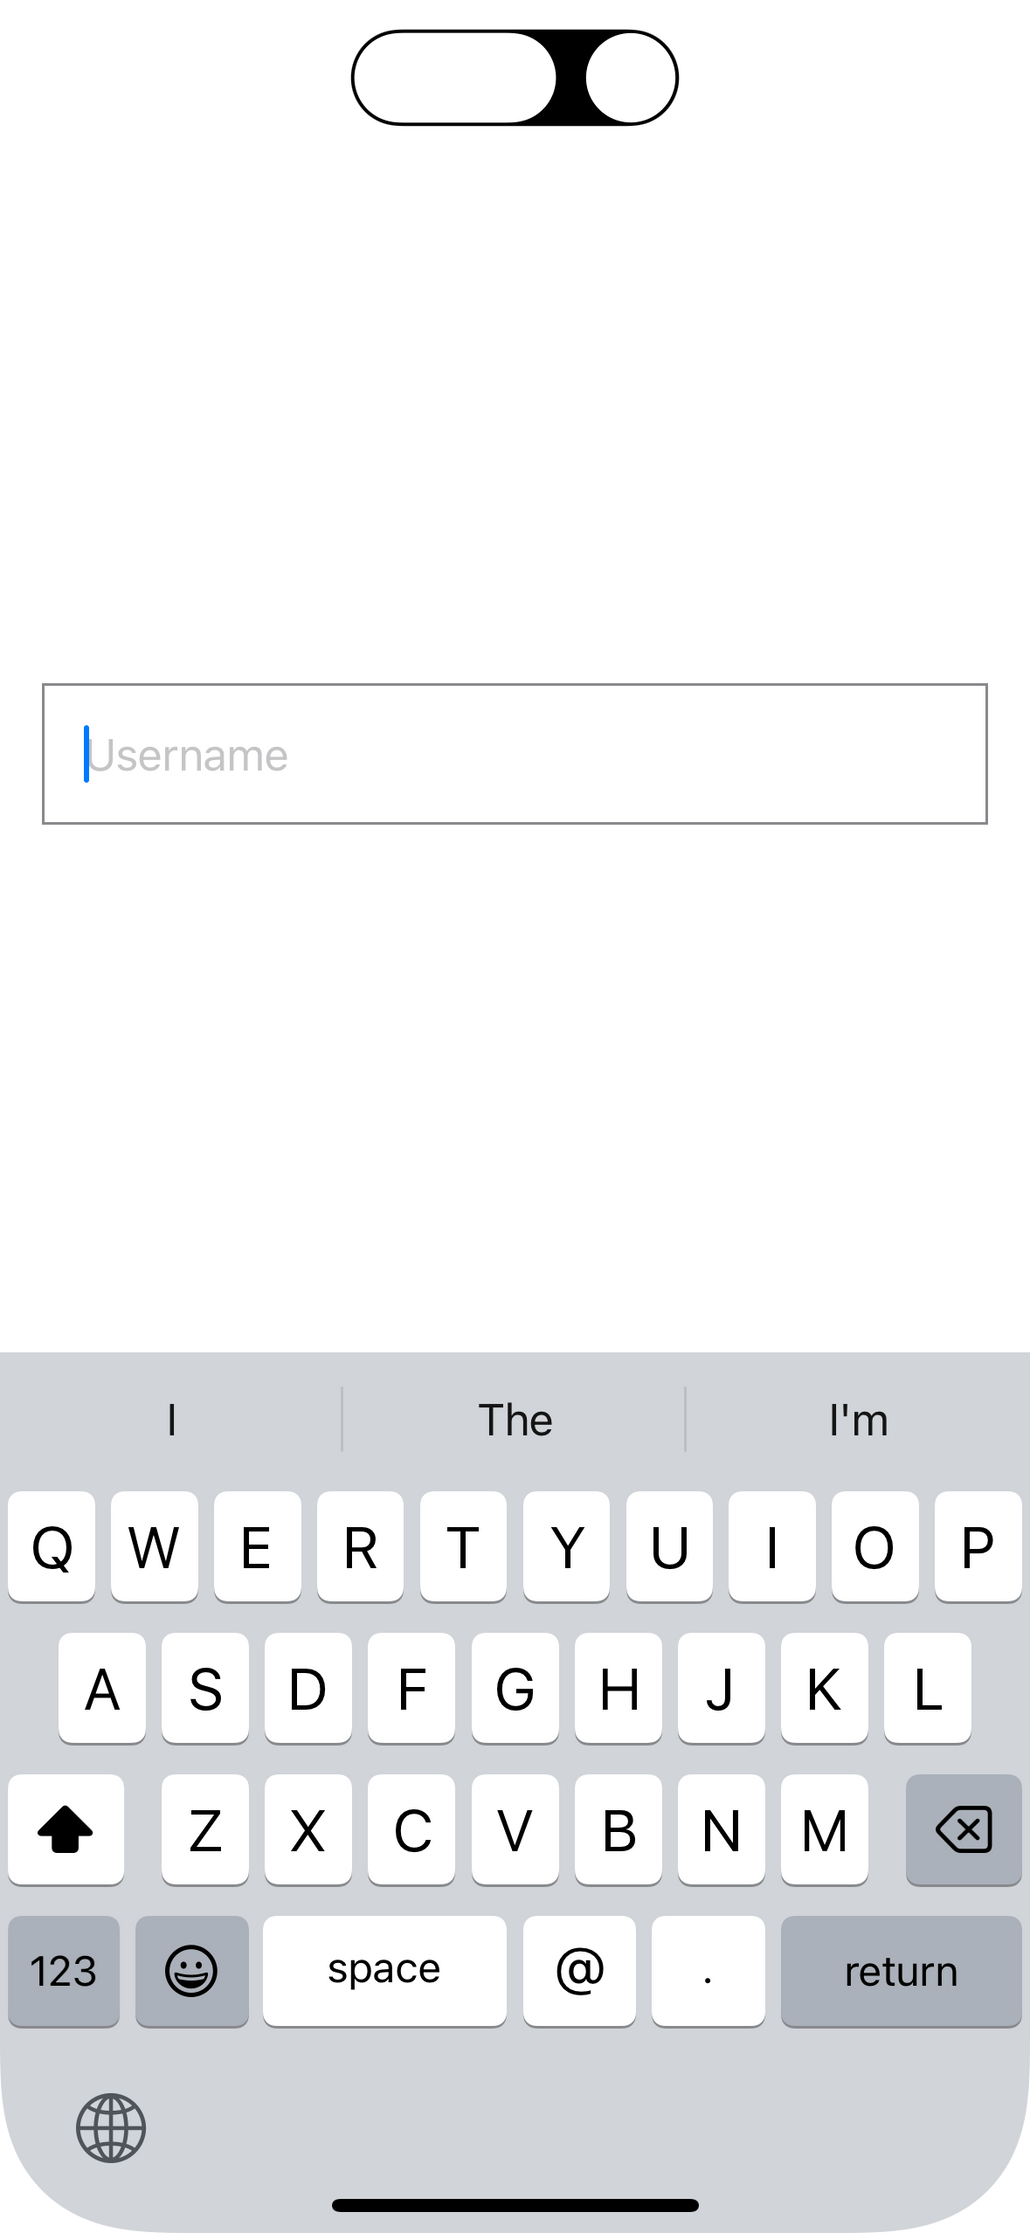 Username
I The I'm
Q W E R T Y U I O P
A S D F G H J K L
Z X C V B N M
123 space @ . return